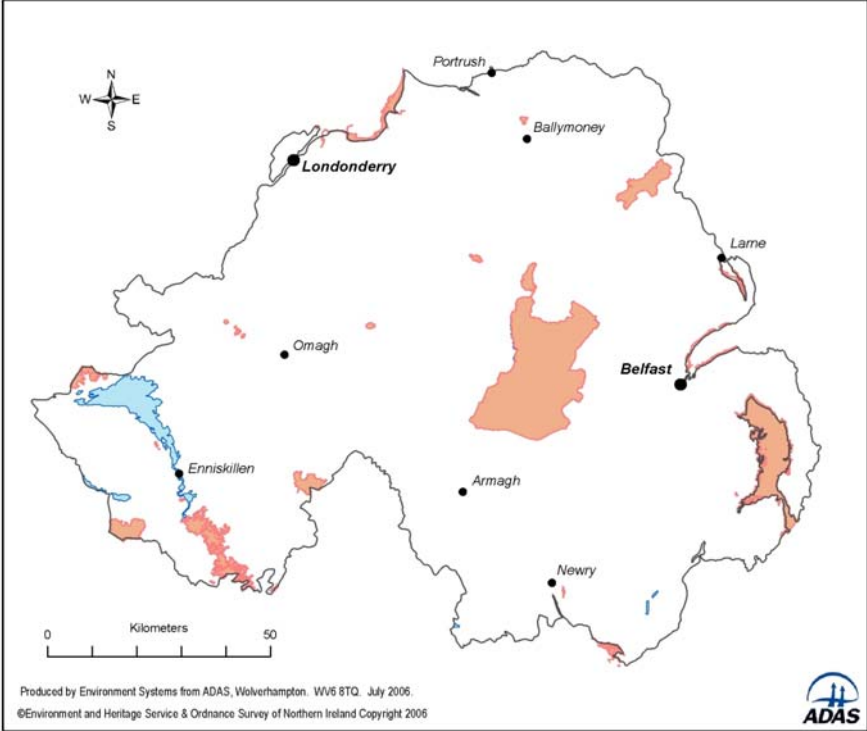 Portrush
N
W E
S
Ballymoney
Londonderry
Larne
Omagh
Belfast
Enniskillen
Armagh
Newry
Kilometers
0 50
Produced by Environment Systems from ADAS, Wolverhampton. WV6 8TQ. July 2006.
©Environment and Heritage Service & Ordnance Survey of Northern Ireland Copyright 2006
ADAS